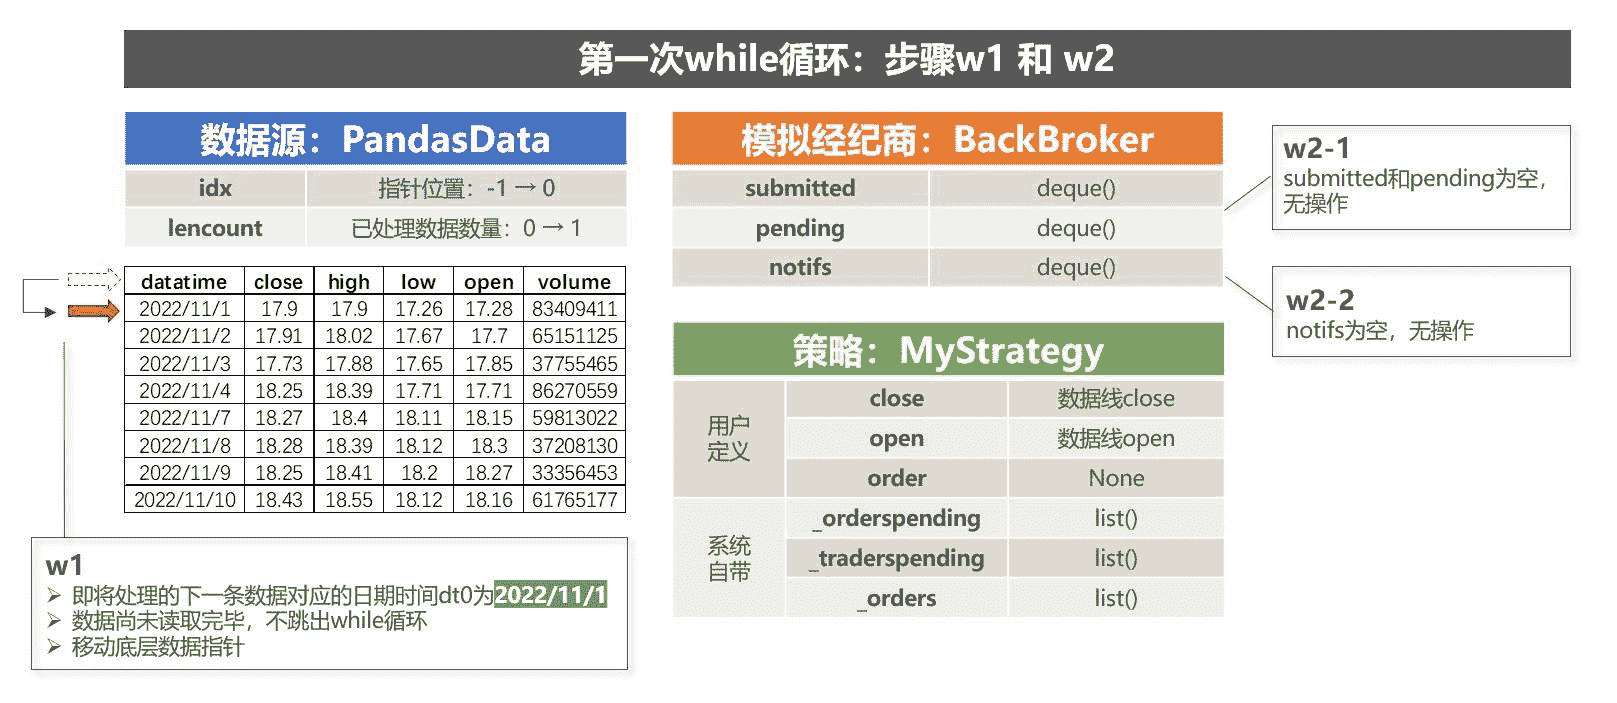 第一次while循环：步骤w1 和 w2
数据源：PandasData
idx 指针位置：-1 → 0
lencount 已处理数据数量：0 → 1
datatime close high low open volume
2022/11/1 17.9 17.9 17.26 17.28 83409411
2022/11/2 17.91 18.02 17.67 17.7 65151125
2022/11/3 17.73 17.88 17.65 17.85 37755465
2022/11/4 18.25 18.39 17.71 17.71 86270559
2022/11/7 18.27 18.4 18.11 18.15 59813022
2022/11/8 18.28 18.39 18.12 18.3 37208130
2022/11/9 18.25 18.41 18.2 18.27 33356453
2022/11/10 18.43 18.55 18.12 18.16 61765177
w1
➢ 即将处理的下一条数据对应的日期时间dt0为2022/11/1
➢ 数据尚未读取完毕，不跳出while循环
➢ 移动底层数据指针
模拟经纪商：BackBroker
submitted deque()
pending deque()
notifs deque()
w2-1
submitted和pending为空，
无操作
w2-2
notifs为空，无操作
策略：MyStrategy
用户
定义
close 数据线close
open 数据线open
order None
系统
自带
_orderspending list()
_traderspending list()
_orders list()